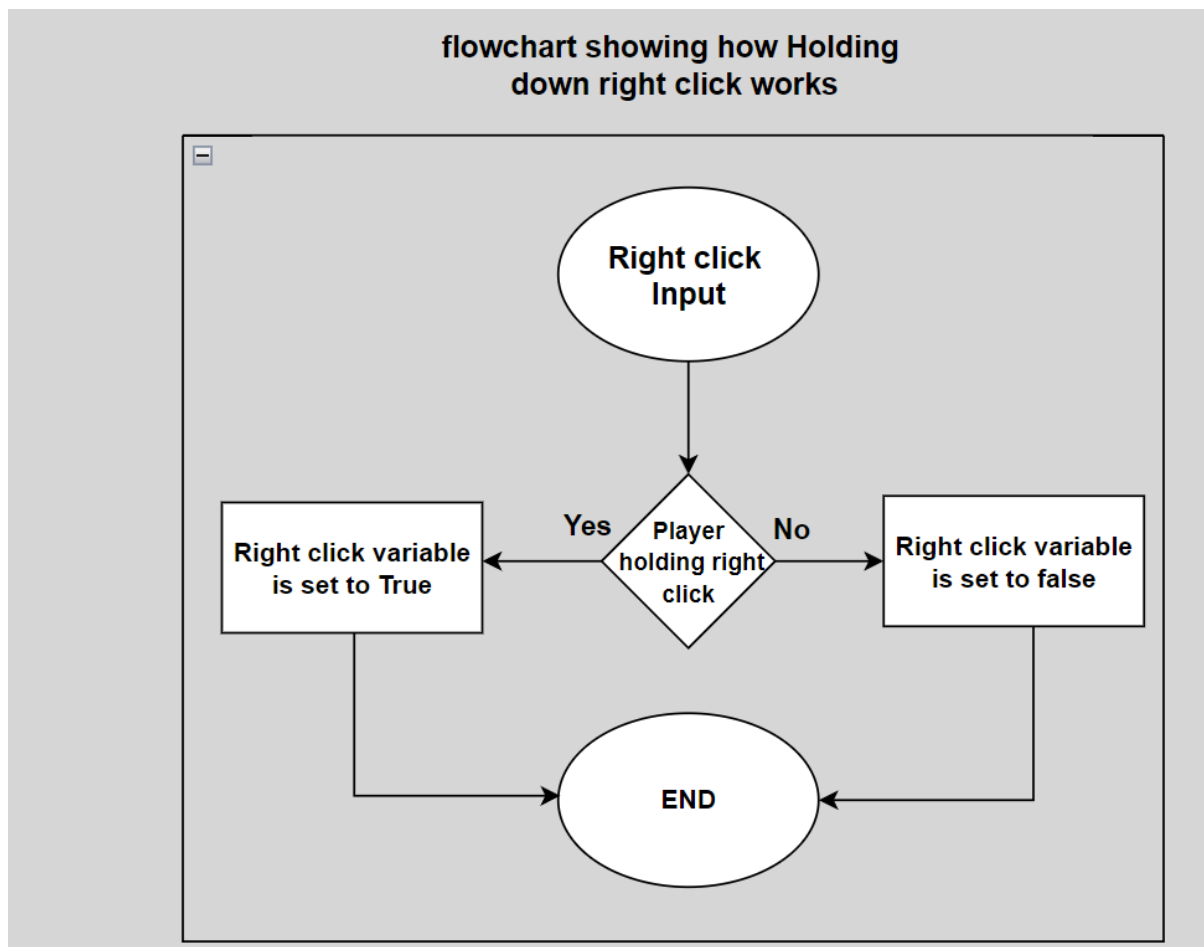 flowchart showing how Holding
down right click works
Right click
Input
Yes
Player
holding right
click
No
Right click variable
is set to True
Right click variable
is set to false
END